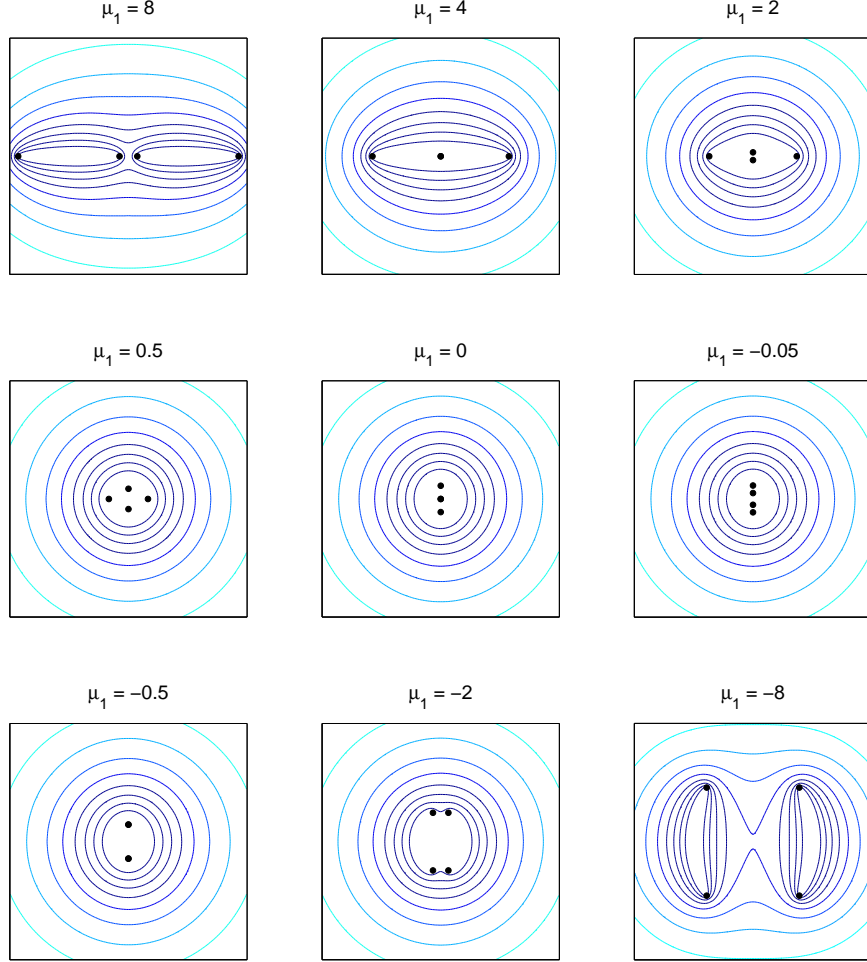 μ₁ = 8
μ₁ = 4
μ₁ = 2
μ₁ = 0.5
μ₁ = 0
μ₁ = −0.05
μ₁ = −0.5
μ₁ = −2
μ₁ = −8